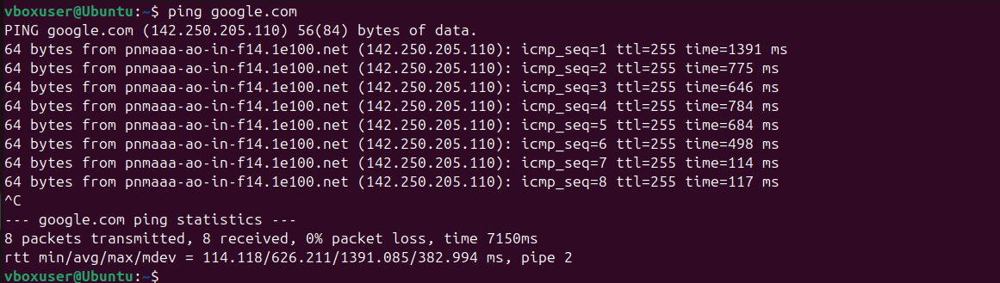 vboxuser@Ubuntu:~$ ping google.com
PING google.com (142.250.205.110) 56(84) bytes of data.
64 bytes from pnmaaa-ao-in-f14.1e100.net (142.250.205.110): icmp_seq=1 ttl=255 time=1391 ms
64 bytes from pnmaaa-ao-in-f14.1e100.net (142.250.205.110): icmp_seq=2 ttl=255 time=775 ms
64 bytes from pnmaaa-ao-in-f14.1e100.net (142.250.205.110): icmp_seq=3 ttl=255 time=646 ms
64 bytes from pnmaaa-ao-in-f14.1e100.net (142.250.205.110): icmp_seq=4 ttl=255 time=784 ms
64 bytes from pnmaaa-ao-in-f14.1e100.net (142.250.205.110): icmp_seq=5 ttl=255 time=684 ms
64 bytes from pnmaaa-ao-in-f14.1e100.net (142.250.205.110): icmp_seq=6 ttl=255 time=498 ms
64 bytes from pnmaaa-ao-in-f14.1e100.net (142.250.205.110): icmp_seq=7 ttl=255 time=114 ms
64 bytes from pnmaaa-ao-in-f14.1e100.net (142.250.205.110): icmp_seq=8 ttl=255 time=117 ms
^C
--- google.com ping statistics ---
8 packets transmitted, 8 received, 0% packet loss, time 7150ms
rtt min/avg/max/mdev = 114.118/626.211/1391.085/382.994 ms, pipe 2
vboxuser@Ubuntu:~$